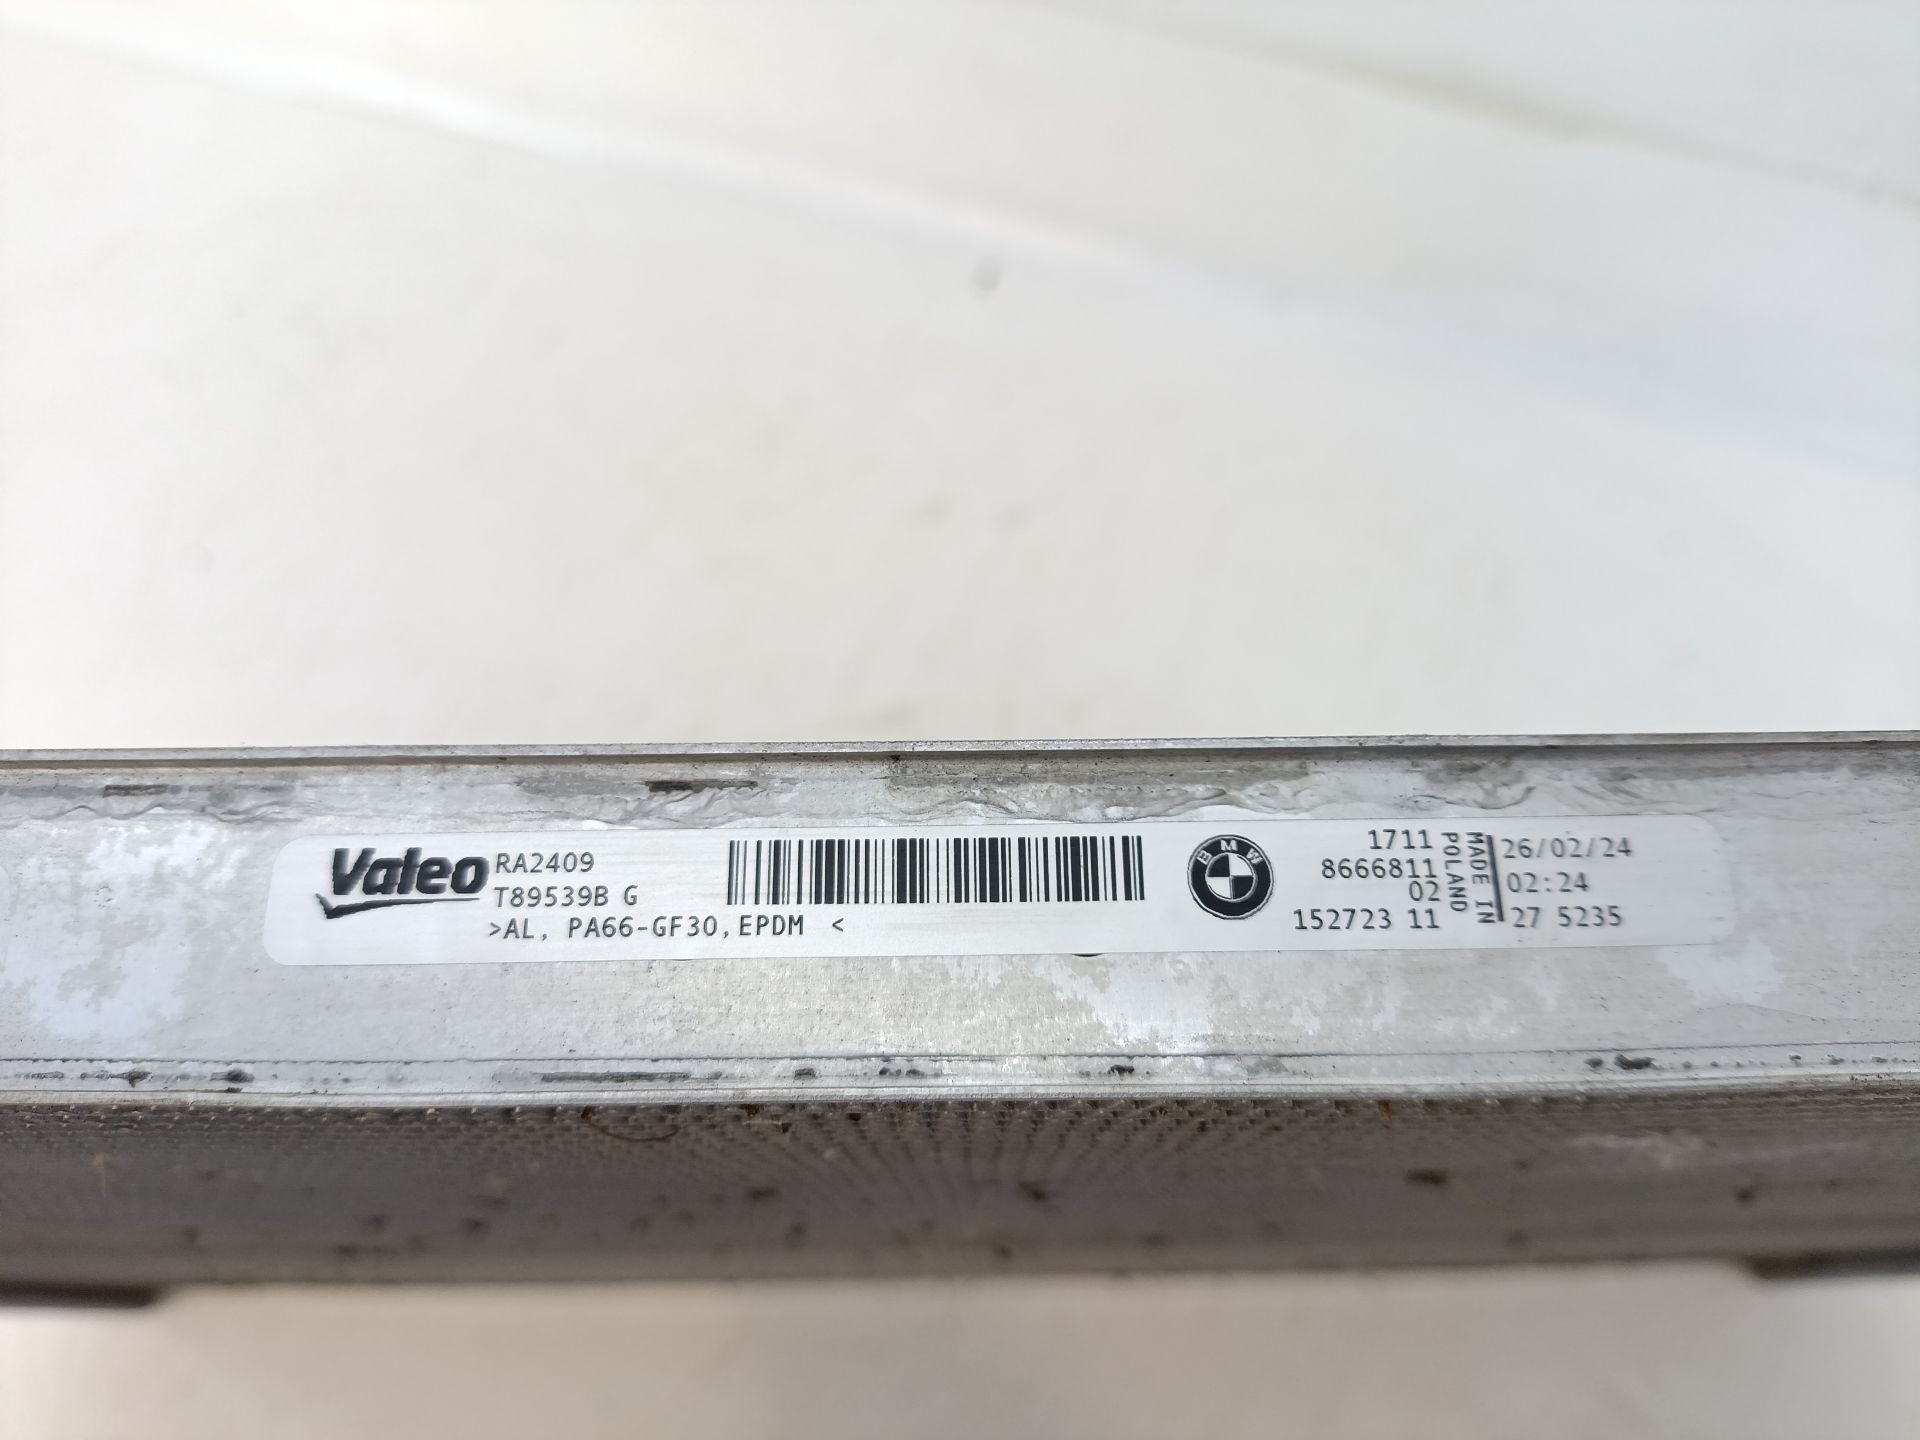 Valeo
RA2409
T89539B G
>AL, PA66-GF30,EPDM <
BMW
1711
8666811
02
152723 11
MADE IN
POLAND
26/02/24
02:24
27 5235